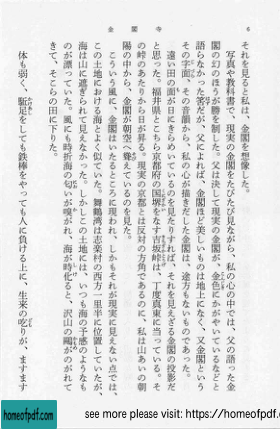 6
金閣寺
それを見ると私は、金閣を想像した。
写真や教科書で、現実の金閣をたびたび見ながら、私の心の中では、父の語った金
閣の幻のほうが勝を制した。父は決して現実の金閣が、金色にかがやいているなどと
語らなかった筈だが、父によれば、金閣ほど美しいものは地上になく、又金閣という
その字面、その音韻から、私の心が描きだした金閣は、途方もないものであった。
遠い田の面が日にきらめいているのを見たりすれば、それを見えざる金閣の投影だ
と思った。福井県とこちら京都府の国堺をなす吉坂峠は、丁度真東に当っている。そ
の峠のあたりから日が昇る。現実の京都とは反対の方角であるのに、私は山あいの朝
陽の中から、金閣が朝空へ聳えているのを見た。
こういう風に、金閣はいたるところに現われ、しかもそれが現実に見えない点では、
この土地における海とよく似ていた。舞鶴湾は志楽村の西方一里半に位置していたが、
海は山に遮ぎられて見えなかった。しかしこの土地には、いつも海の予感のようなも
のが漂っていた。風にも時折海の匂いが嗅がれ、海が時化ると、沢山の鷗がのがれて
きて、そこらの田に下りた。
体も弱く、駈足をしても鉄棒をやっても人に負ける上に、生来の吃りが、ますます
homeofpdf.com
see more please visit: https://homeofpdf.com